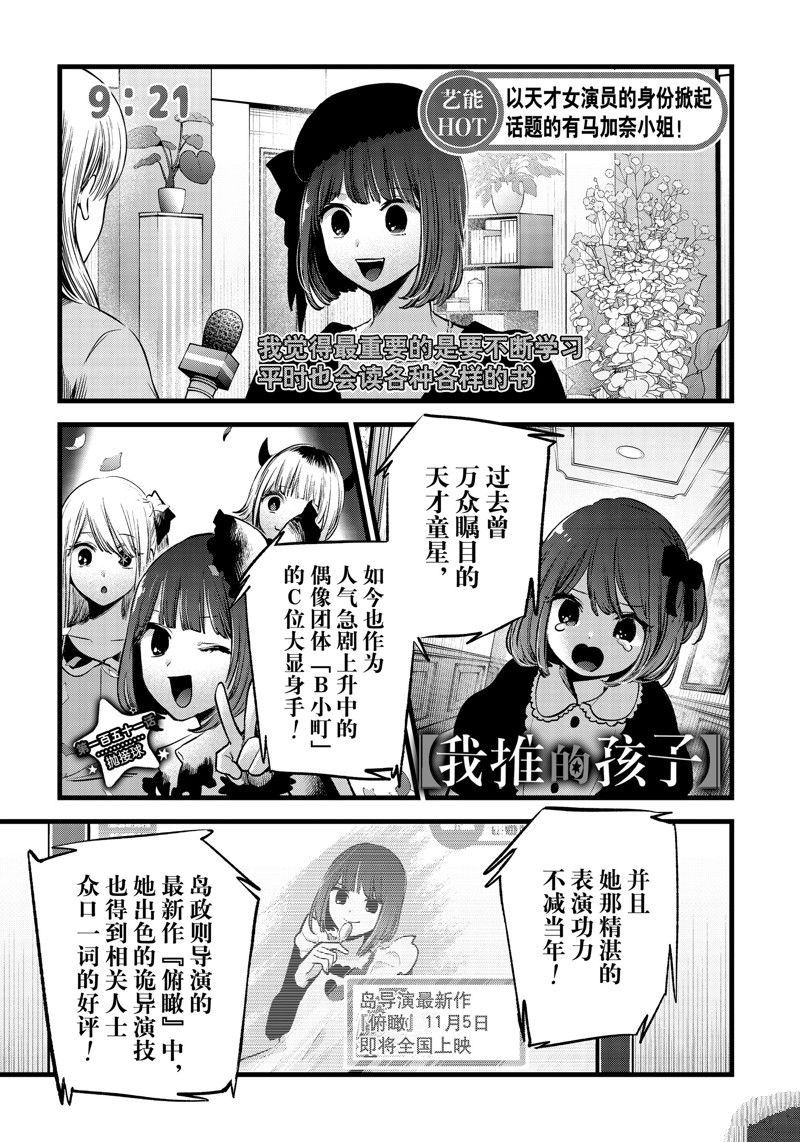 9:21
艺能
HOT
以天才女演员的身份掀起
话题的有马加奈小姐！
我觉得最重要的是要不断学习
平时也会读各种各样的书
过去曾
万众瞩目的
天才童星，
如今也作为
人气急剧上升中的
偶像团体「B小町」
的C位大显身手！
第一百五十一话
抛接球
【我推的孩子】
并且
她那精湛的
表演功力
不减当年！
岛政则导演的
最新作『俯瞰』中，
她出色的诡异演技
也得到相关人士
众口一词的好评！
岛导演最新作
『俯瞰』11月5日
即将全国上映